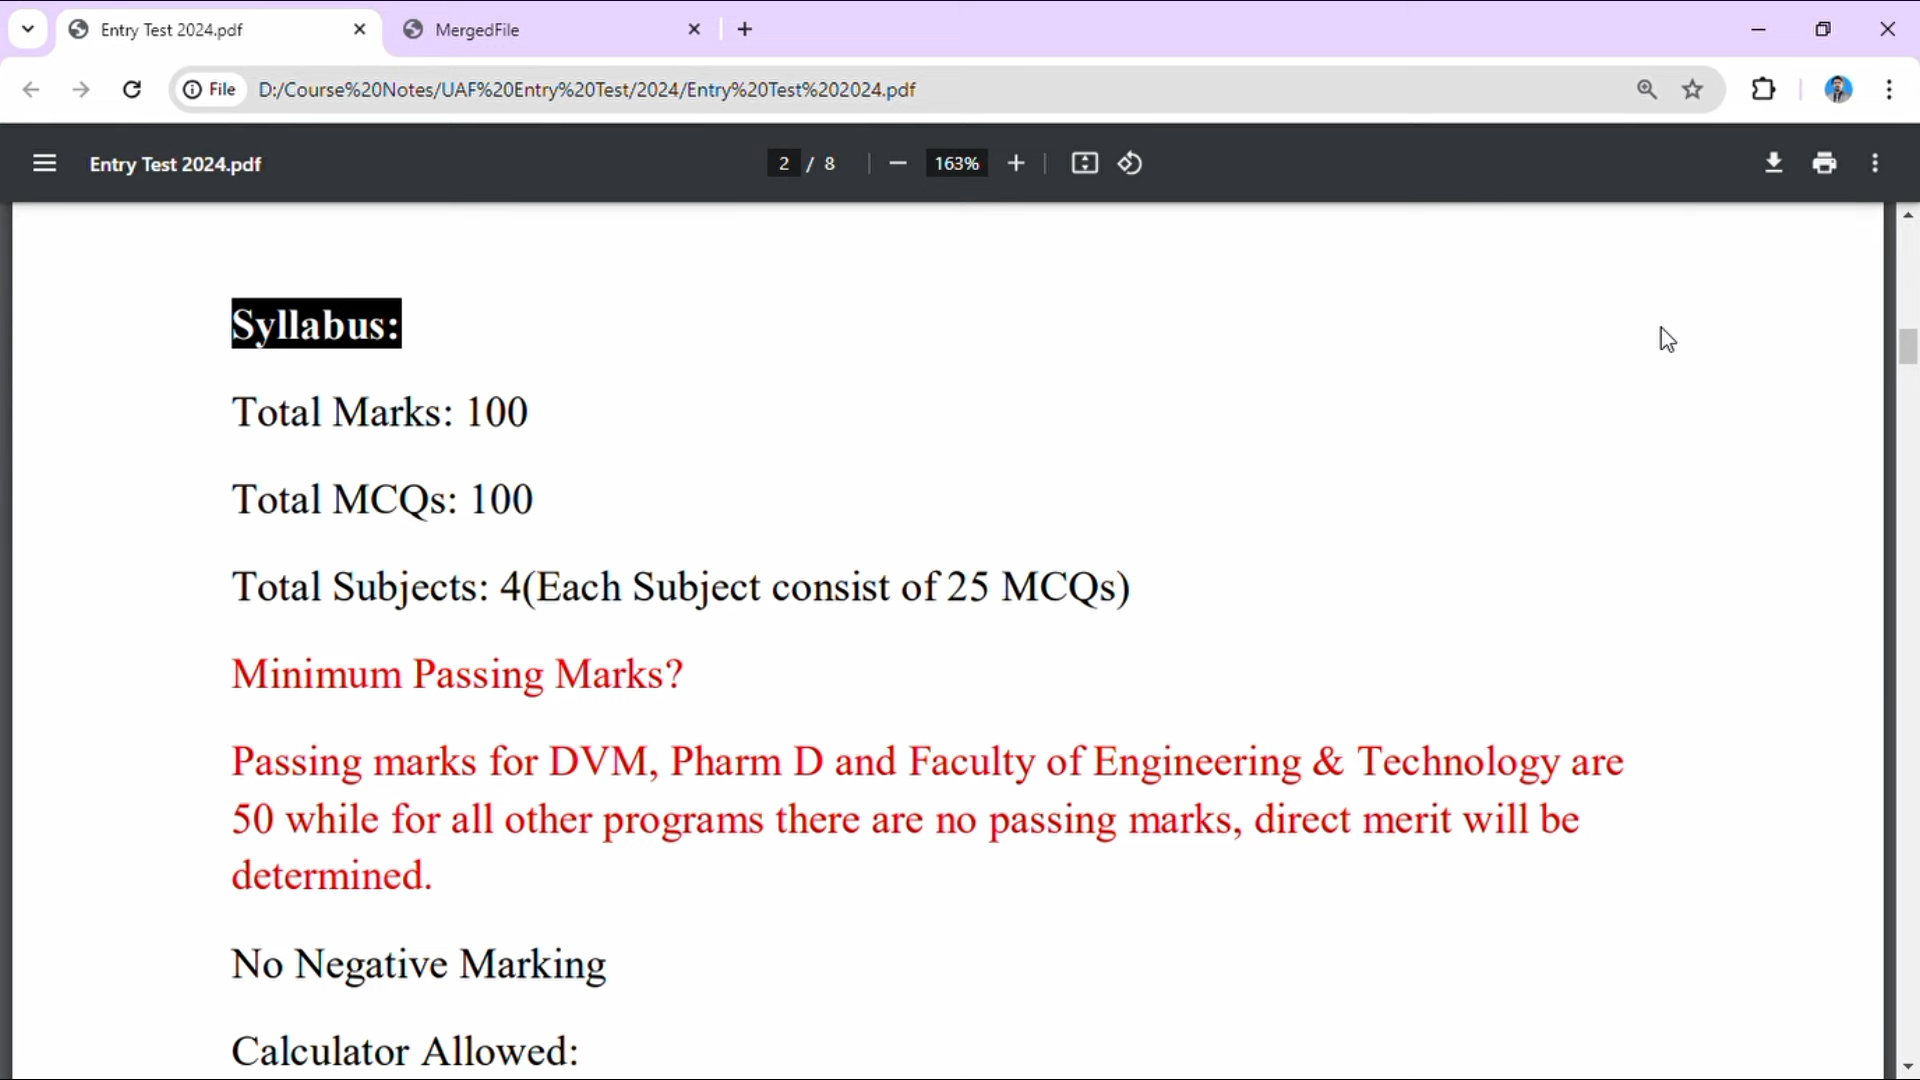 Entry Test 2024.pdf
MergedFile
File
D:/Course%20Notes/UAF%20Entry%20Test/2024/Entry%20Test%202024.pdf
Entry Test 2024.pdf
2 / 8
163%
Syllabus:
Total Marks: 100
Total MCQs: 100
Total Subjects: 4(Each Subject consist of 25 MCQs)
Minimum Passing Marks?
Passing marks for DVM, Pharm D and Faculty of Engineering & Technology are
50 while for all other programs there are no passing marks, direct merit will be
determined.
No Negative Marking
Calculator Allowed: